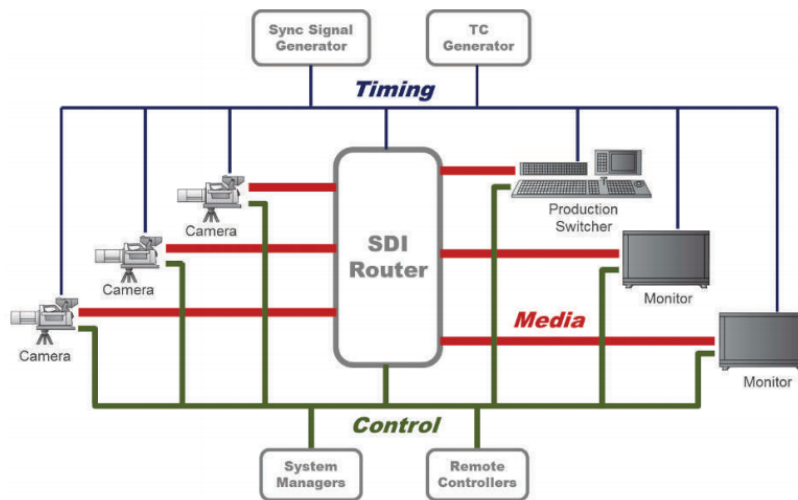 Sync Signal
Generator
TC
Generator
Timing
Camera
Camera
Camera
SDI
Router
Production
Switcher
Monitor
Media
Monitor
Control
System
Managers
Remote
Controllers